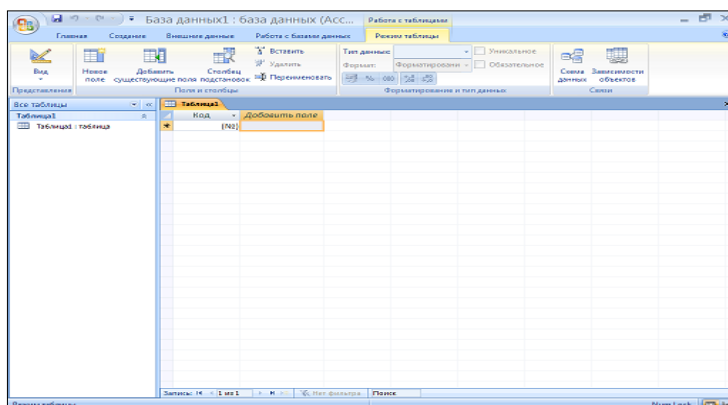 База данных1 : база данных (Acc...
Работа с таблицами
Главная Создание Внешние данные Работа с базами данных Режим таблицы
Вид
Новое поле
Добавить существующие поля
Столбец подстановок
Вставить
Удалить
Переименовать
Тип данных:
Формат: Форматировани
% 000
Уникальное
Обязательное
Схема данных
Зависимости объектов
Представления Поля и столбцы Форматирование и тип данных Связи
Все таблицы
Таблица1
Таблица1 : таблица
Таблица1
Код Добавить поле
(№)
Запись: 1 из 1 Нет фильтра Поиск
Режим таблицы Num Lock